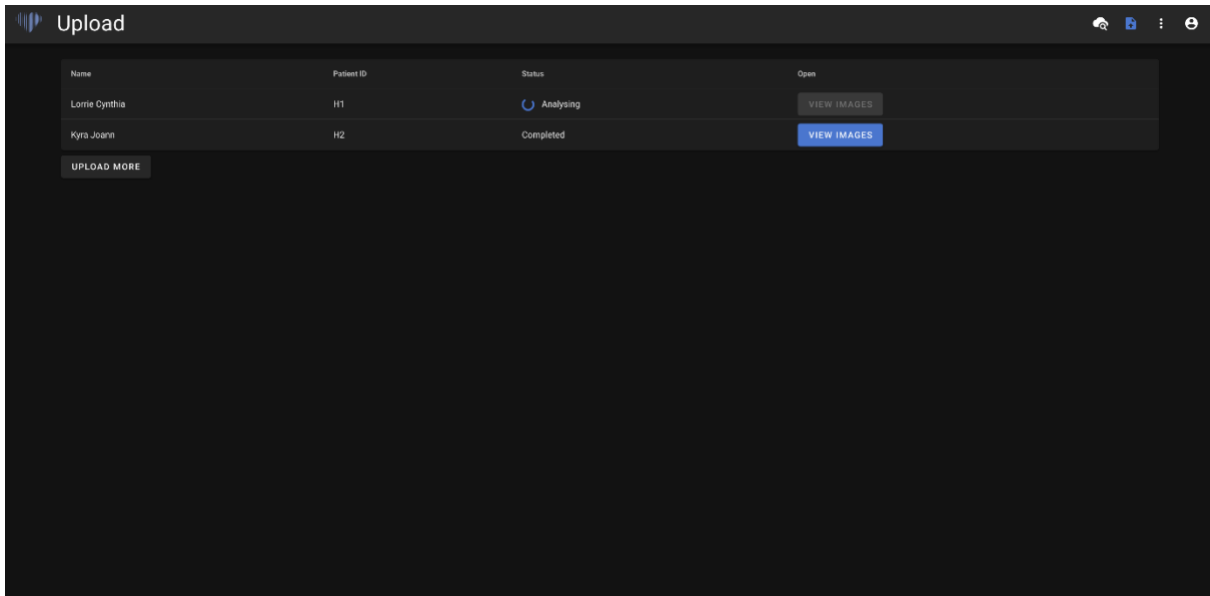 Upload
Name Patient ID Status Open
Lorrie Cynthia H1 Analysing VIEW IMAGES
Kyra Joann H2 Completed VIEW IMAGES
UPLOAD MORE